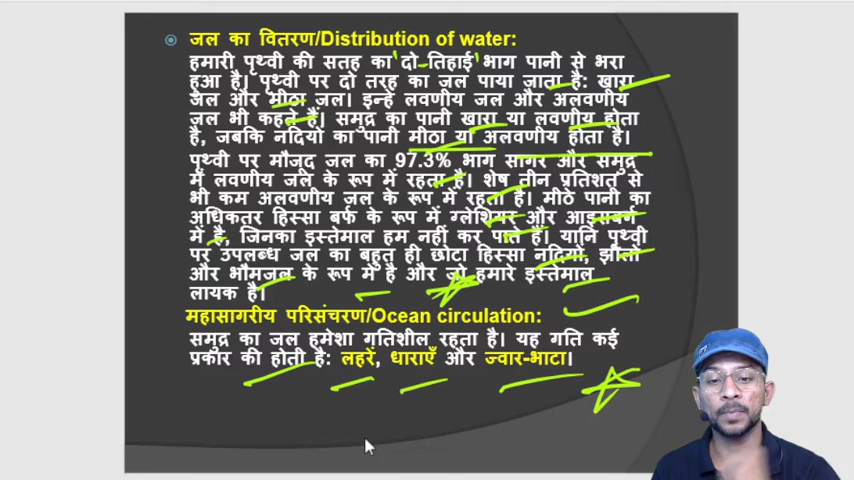 जल का वितरण/Distribution of water:
हमारी पृथ्वी की सतह का दो-तिहाई भाग पानी से भरा
हुआ है। पृथ्वी पर दो तरह का जल पाया जाता है: खारा
जल और मीठा जल। इन्हें लवणीय जल और अलवणीय
जल भी कहते हैं। समुद्र का पानी खारा या लवणीय होता
है, जबकि नदियों का पानी मीठा या अलवणीय होता है।
पृथ्वी पर मौजूद जल का 97.3% भाग सागर और समुद्र
में लवणीय जल के रूप में रहता है। शेष तीन प्रतिशत से
भी कम अलवणीय जल के रूप में रहता है। मीठे पानी का
अधिकतर हिस्सा बर्फ के रूप में ग्लेशियर और आइसबर्ग
में है, जिनका इस्तेमाल हम नहीं कर पाते हैं। यानि पृथ्वी
पर उपलब्ध जल का बहुत ही छोटा हिस्सा नदियों, झीलों
और भौमजल के रूप में है और जो हमारे इस्तेमाल
लायक है।
महासागरीय परिसंचरण/Ocean circulation:
समुद्र का जल हमेशा गतिशील रहता है। यह गति कई
प्रकार की होती है: लहरें, धाराएँ और ज्वार-भाटा।